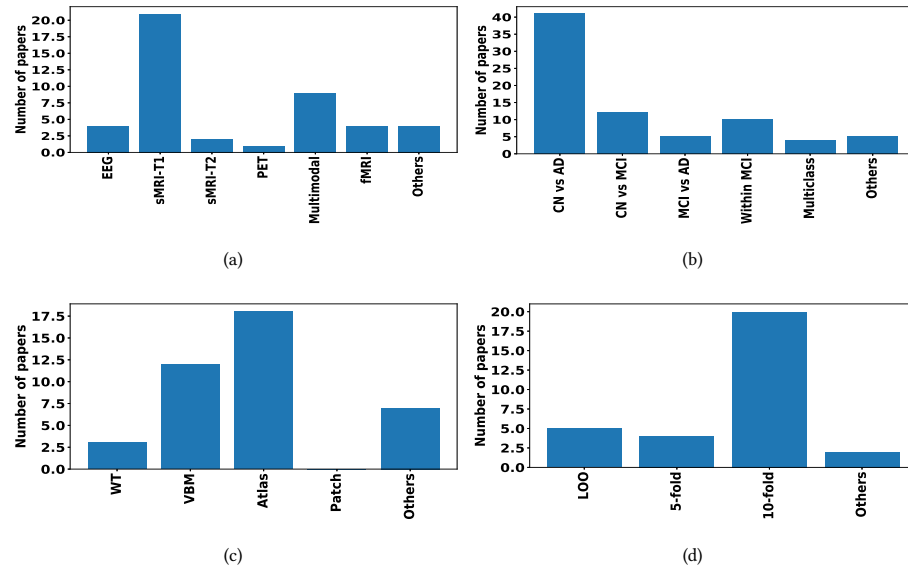 Number of papers
20.0
17.5
15.0
12.5
10.0
7.5
5.0
2.5
0.0
EEG
sMRI-T1
sMRI-T2
PET
Multimodal
fMRI
Others
(a)
Number of papers
40
35
30
25
20
15
10
5
0
CN vs AD
CN vs MCI
MCI vs AD
Within MCI
Multiclass
Others
(b)
Number of papers
17.5
15.0
12.5
10.0
7.5
5.0
2.5
0.0
WT
VBM
Atlas
Patch
Others
(c)
Number of papers
20.0
17.5
15.0
12.5
10.0
7.5
5.0
2.5
0.0
LOO
5-fold
10-fold
Others
(d)